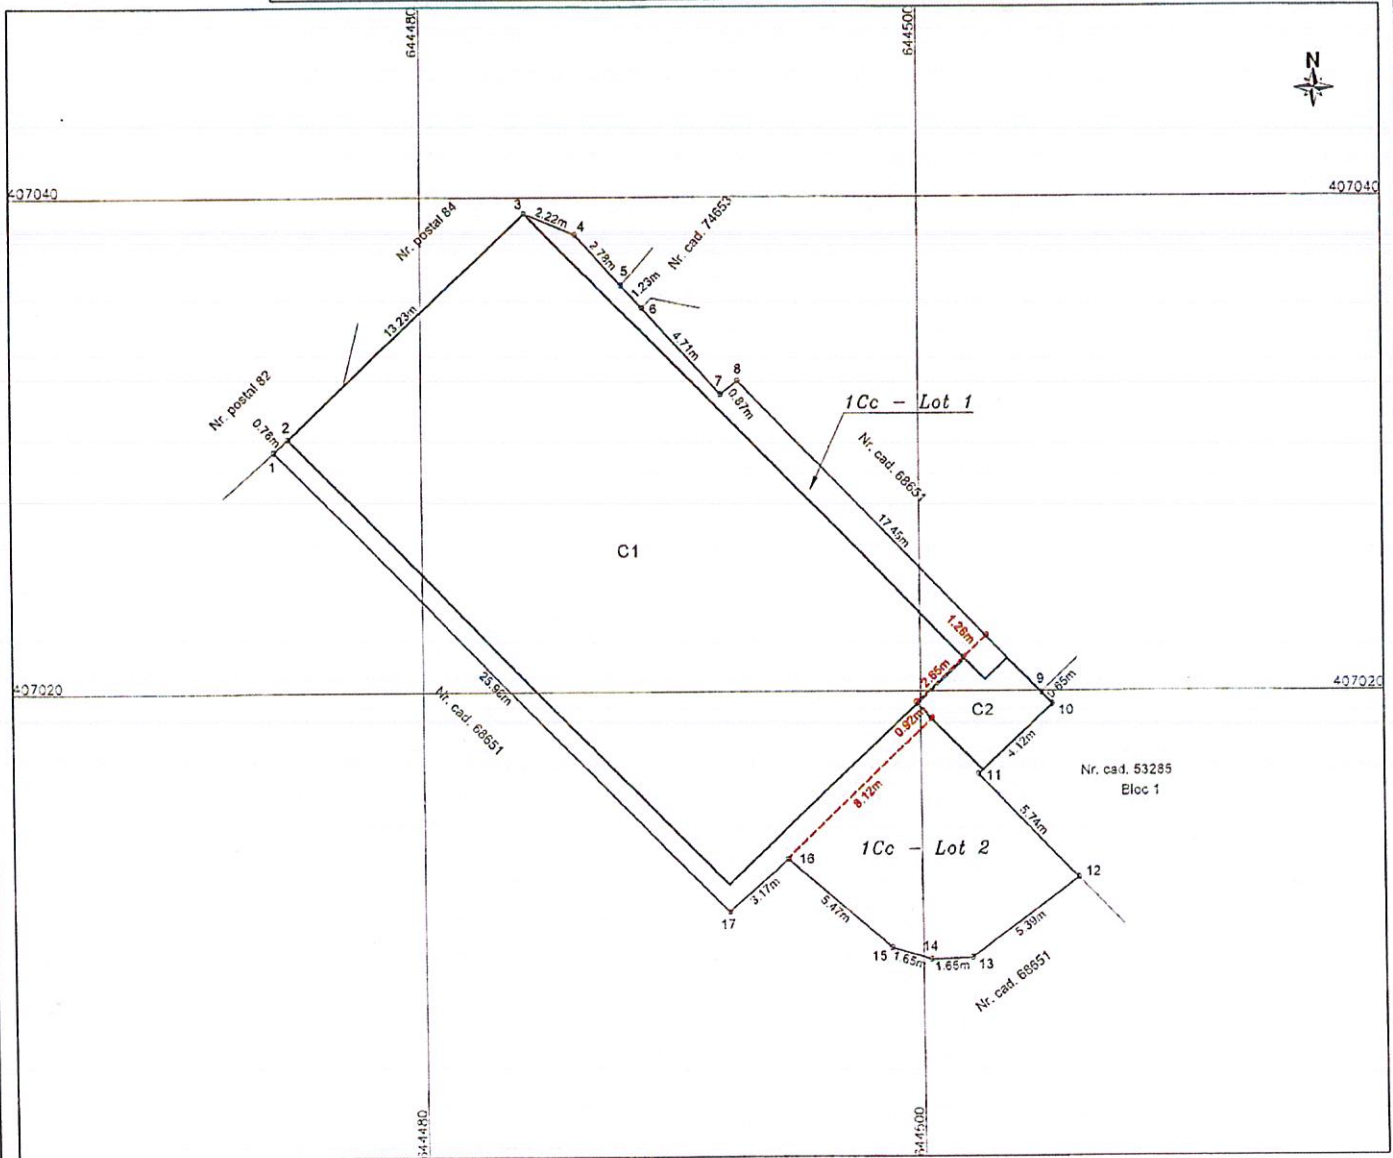 644480
644500
N
407040
407040
Nr. postal 84
3
2.22m
4
2.78m
5
1.23m
Nr. cad. 74653
6
13.23m
4.71m
7
8
0.87m
1Cc - Lot 1
Nr. postal 82
0.78m
2
1
Nr. cad. 68651
17.45m
C1
1.26m
407020
407020
2.65m
9
0.65m
10
25.96m
Nr. cad. 68651
0.92m
C2
4.12m
11
Nr. cad. 53285
Bloc 1
8.12m
5.74m
1Cc - Lot 2
16
12
3.17m
17
5.47m
5.39m
15
1.65m
14
1.65m
13
Nr. cad. 68651
644480
644500